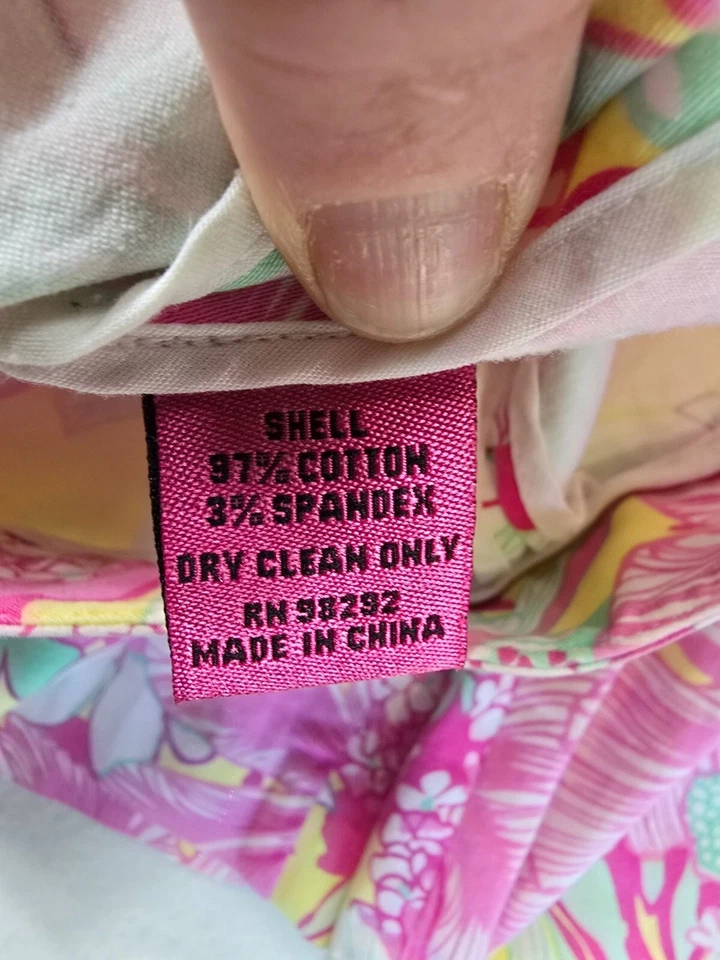 SHELL
97% COTTON
3% SPANDEX
DRY CLEAN ONLY
RN 98292
MADE IN CHINA